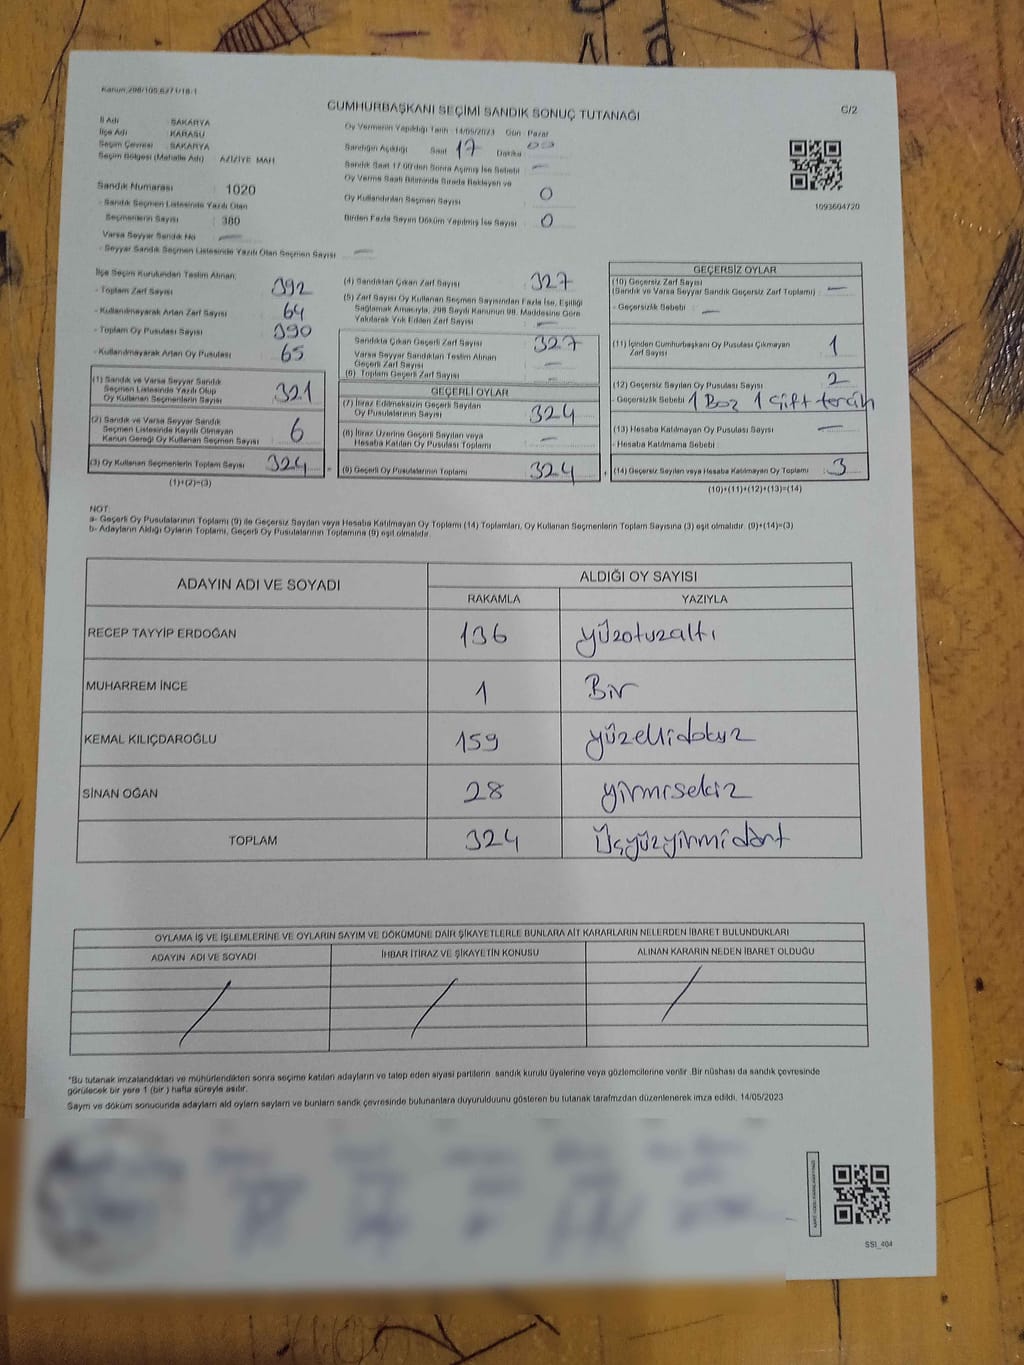 Kanun:298/105,6271/18-1
CUMHURBAŞKANI SEÇİMİ SANDIK SONUÇ TUTANAĞI
C/2
İl Adı : SAKARYA
İlçe Adı : KARASU
Seçim Çevresi : SAKARYA
Seçim Bölgesi (Mahalle Adı) : AZİZİYE MAH
Sandık Numarası : 1020
- Sandık Seçmen Listesinde Yazılı Olan
Seçmenlerin Sayısı : 380
Varsa Seyyar Sandık No : —
- Seyyar Sandık Seçmen Listesinde Yazılı Olan Seçmen Sayısı : —
Oy Vermenin Yapıldığı Tarih : 14/05/2023 Gün : Pazar
Sandığın Açıldığı Saat 17 Dakika
Sandık Saat 17:00'den Sonra Açılmış İse Sebebi : —
Oy Verme Saati Bitiminde Sırada Bekleyen ve
Oy Kullandırılan Seçmen Sayısı : 0
Birden Fazla Sayım Döküm Yapılmış İse Sayısı : 0
1093604720
İlçe Seçim Kurulundan Teslim Alınan:
- Toplam Zarf Sayısı : 392
- Kullanılmayarak Artan Zarf Sayısı : 64
- Toplam Oy Pusulası Sayısı : 390
- Kullanılmayarak Artan Oy Pusulası : 65
(1) Sandık ve Varsa Seyyar Sandık
Seçmen Listesinde Yazılı Olup
Oy Kullanan Seçmenlerin Sayısı : 321
(2) Sandık ve Varsa Seyyar Sandık
Seçmen Listesinde Kayıtlı Olmayan
Kanun Gereği Oy Kullanan Seçmen Sayısı : 6
(3) Oy Kullanan Seçmenlerin Toplam Sayısı : 324
(1)+(2)=(3)
(4) Sandıktan Çıkan Zarf Sayısı : 327
(5) Zarf Sayısı Oy Kullanan Seçmen Sayısından Fazla İse, Eşitliği
Sağlamak Amacıyla, 298 Sayılı Kanunun 98. Maddesine Göre
Yakılarak Yok Edilen Zarf Sayısı : —
Sandıkta Çıkan Geçerli Zarf Sayısı : 327
Varsa Seyyar Sandıktan Teslim Alınan
Geçerli Zarf Sayısı : —
(6) Toplam Geçerli Zarf Sayısı : —
GEÇERLİ OYLAR
(7) İtiraz Edilmeksizin Geçerli Sayılan
Oy Pusulalarının Sayısı : 324
(8) İtiraz Üzerine Geçerli Sayılan veya
Hesaba Katılan Oy Pusulası Toplamı : —
(9) Geçerli Oy Pusulalarının Toplamı : 324
GEÇERSİZ OYLAR
(10) Geçersiz Zarf Sayısı
(Sandık ve Varsa Seyyar Sandık Geçersiz Zarf Toplamı) : —
- Geçersizlik Sebebi : —
(11) İçinden Cumhurbaşkanı Oy Pusulası Çıkmayan
Zarf Sayısı : 1
(12) Geçersiz Sayılan Oy Pusulası Sayısı : 2
- Geçersizlik Sebebi : 1 Boz 1 çift tercih
(13) Hesaba Katılmayan Oy Pusulası Sayısı : —
- Hesaba Katılmama Sebebi :
(14) Geçersiz Sayılan veya Hesaba Katılmayan Oy Toplamı : 3
(10)+(11)+(12)+(13)=(14)
NOT:
a- Geçerli Oy Pusulalarının Toplamı (9) ile Geçersiz Sayılan veya Hesaba Katılmayan Oy Toplamı (14) Toplamları, Oy Kullanan Seçmenlerin Toplam Sayısına (3) eşit olmalıdır. (9)+(14)=(3)
b- Adayların Aldığı Oyların Toplamı, Geçerli Oy Pusulalarının Toplamına (9) eşit olmalıdır.
ADAYIN ADI VE SOYADI
ALDIĞI OY SAYISI
RAKAMLA YAZIYLA
RECEP TAYYİP ERDOĞAN 136 yüzotuzaltı
MUHARREM İNCE 1 Bir
KEMAL KILIÇDAROĞLU 159 yüzellidokuz
SİNAN OĞAN 28 yirmisekiz
TOPLAM 324 Üçyüzyirmidört
OYLAMA İŞ VE İŞLEMLERİNE VE OYLARIN SAYIM VE DÖKÜMÜNE DAİR ŞİKAYETLERLE BUNLARA AİT KARARLARIN NELERDEN İBARET BULUNDUKLARI
ADAYIN ADI VE SOYADI
İHBAR İTİRAZ VE ŞİKAYETİN KONUSU
ALINAN KARARIN NEDEN İBARET OLDUĞU
*Bu tutanak imzalandıktan ve mühürlendikten sonra seçime katılan adayların ve talep eden siyasi partilerin sandık kurulu üyelerine veya gözlemcilerine verilir .Bir nüshası da sandık çevresinde
görülecek bir yere 1 (bir ) hafta süreyle asılır.
Saym ve döküm sonucunda adaylarn ald oylarn saylarn ve bunlarn sandk çevresinde bulunanlara duyurulduunu gösteren bu tutanak tarafmzdan düzenlenerek imza edildi. 14/05/2023
SS1_404